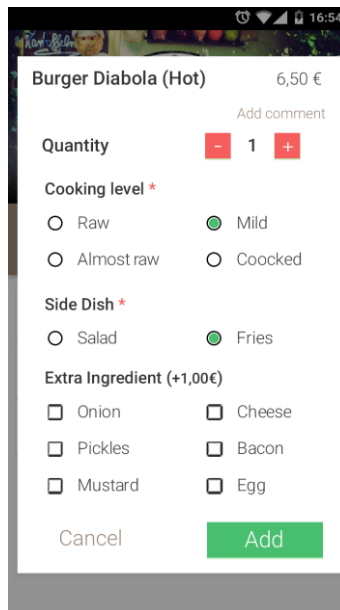 16:54
Kartoffeln
Burger Diabola (Hot) 6,50 €
Add comment
Quantity - 1 +
Cooking level *
Raw Mild
Almost raw Coocked
Side Dish *
Salad Fries
Extra Ingredient (+1,00€)
Onion Cheese
Pickles Bacon
Mustard Egg
Cancel Add